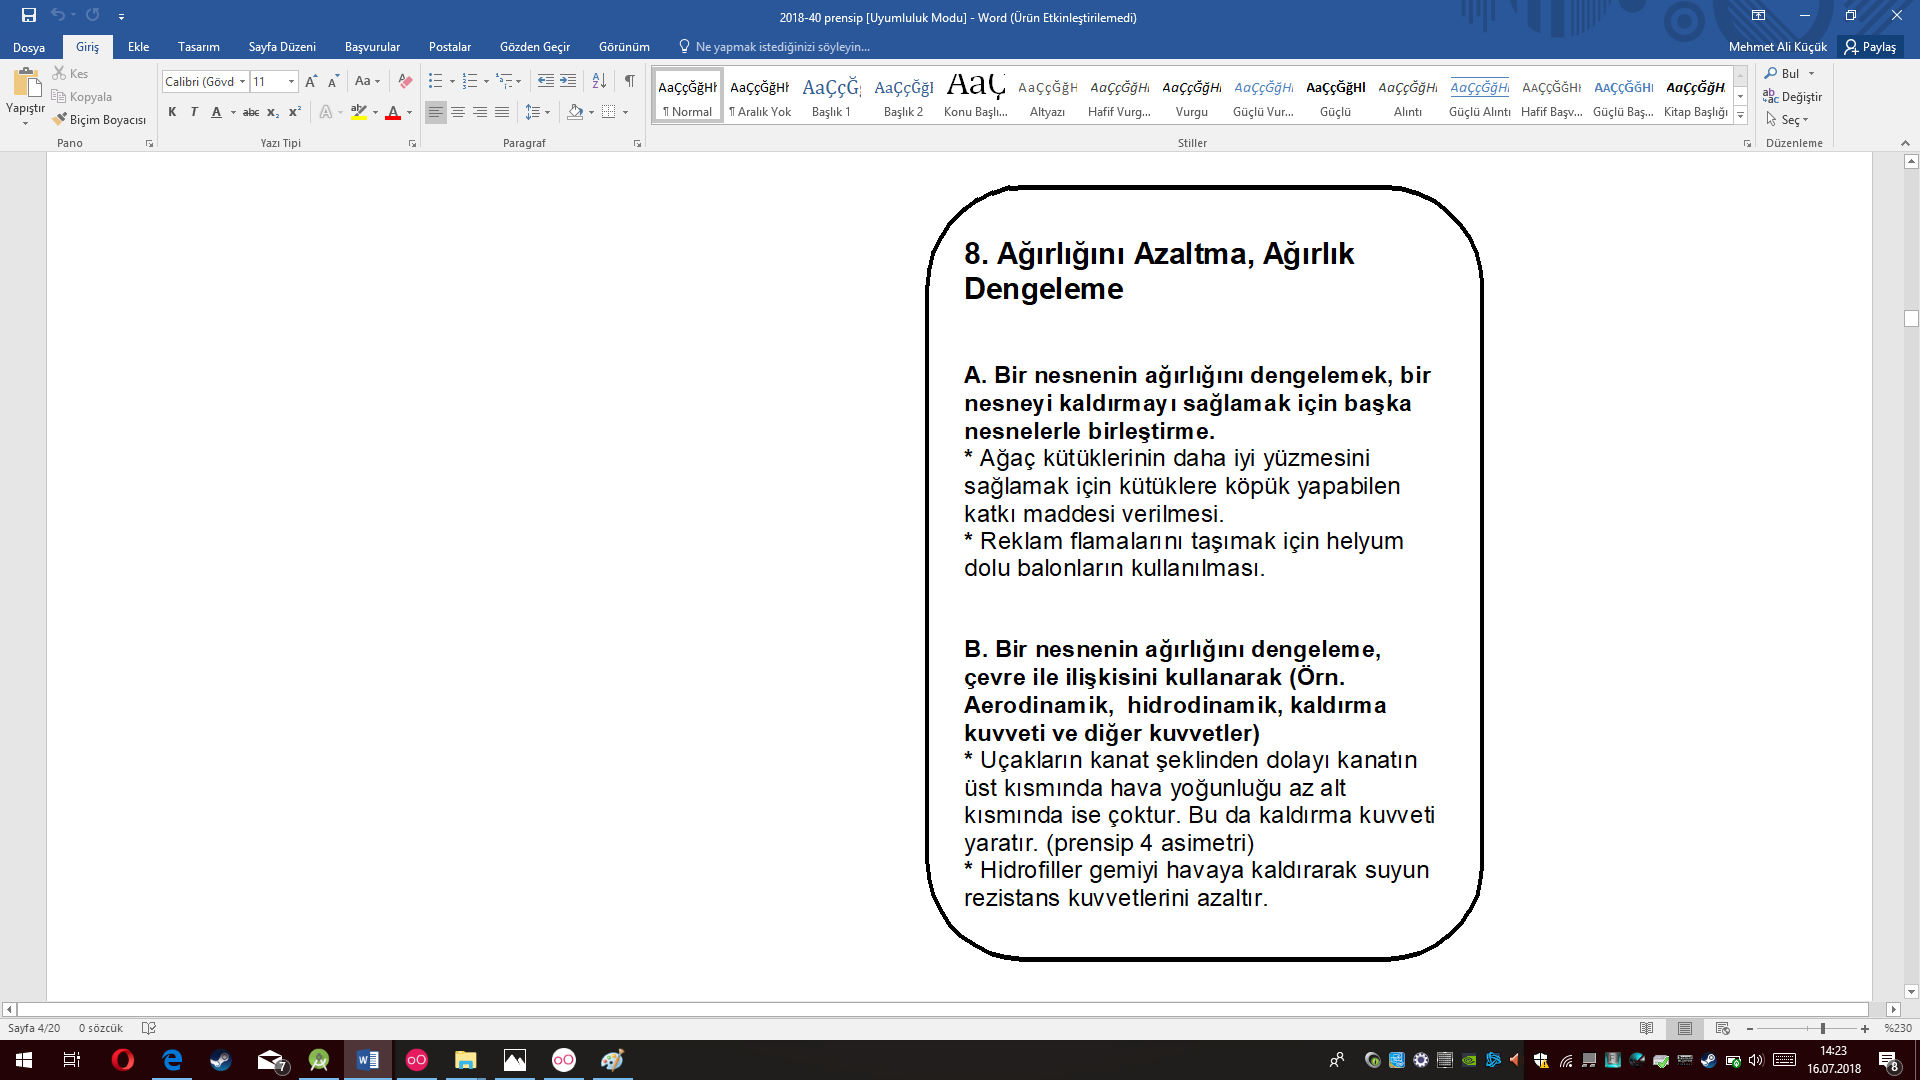 2018-40 prensip [Uyumluluk Modu] - Word (Ürün Etkinleştirilemedi)
Dosya Giriş Ekle Tasarım Sayfa Düzeni Başvurular Postalar Gözden Geçir Görünüm Ne yapmak istediğinizi söyleyin... Mehmet Ali Küçük Paylaş
Yapıştır
Kes
Kopyala
Biçim Boyacısı
Pano
Calibri (Gövd 11
Yazı Tipi
Paragraf
AaÇçĞğHh AaÇçĞğHh AaÇçĞ AaÇçĞğl AaÇ AaÇçĞğH AaÇçĞğHı AaÇçĞğHı AaÇçĞğHı AaÇçĞğHl AaÇçĞğHı AaÇçĞğHı AAÇÇĞĞHI AAÇÇĞĞHI AaÇçĞğHı
¶ Normal ¶ Aralık Yok Başlık 1 Başlık 2 Konu Başlı... Altyazı Hafif Vurg... Vurgu Güçlü Vur... Güçlü Alıntı Güçlü Alıntı Hafif Başv... Güçlü Baş... Kitap Başlığı
Stiller
Bul
Değiştir
Seç
Düzenleme
8. Ağırlığını Azaltma, Ağırlık
Dengeleme
A. Bir nesnenin ağırlığını dengelemek, bir
nesneyi kaldırmayı sağlamak için başka
nesnelerle birleştirme.
* Ağaç kütüklerinin daha iyi yüzmesini
sağlamak için kütüklere köpük yapabilen
katkı maddesi verilmesi.
* Reklam flamalarını taşımak için helyum
dolu balonların kullanılması.
B. Bir nesnenin ağırlığını dengeleme,
çevre ile ilişkisini kullanarak (Örn.
Aerodinamik, hidrodinamik, kaldırma
kuvveti ve diğer kuvvetler)
* Uçakların kanat şeklinden dolayı kanatın
üst kısmında hava yoğunluğu az alt
kısmında ise çoktur. Bu da kaldırma kuvveti
yaratır. (prensip 4 asimetri)
* Hidrofiller gemiyi havaya kaldırarak suyun
rezistans kuvvetlerini azaltır.
Sayfa 4/20 0 sözcük %230
14:23
16.07.2018